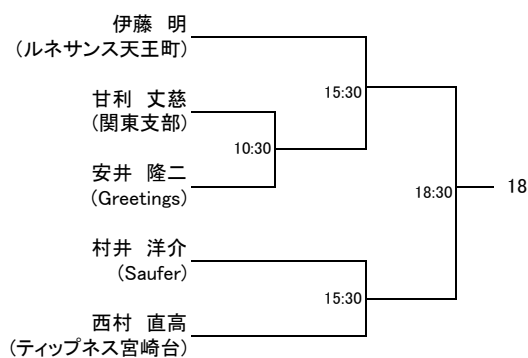 伊藤　明
(ルネサンス天王町)
15:30
甘利　丈慈
(関東支部)
10:30
安井　隆二
(Greetings)
18:30
18
村井　洋介
(Saufer)
15:30
西村　直高
(ティップネス宮崎台)